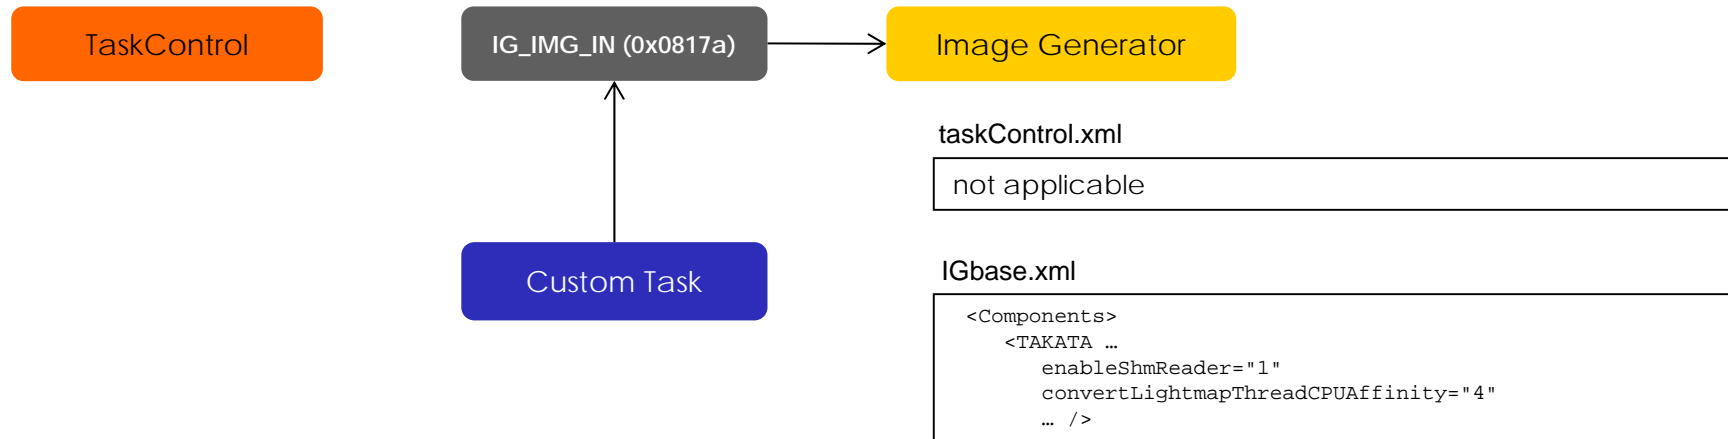 TaskControl
IG_IMG_IN (0x0817a)
Image Generator
taskControl.xml
not applicable
Custom Task
IGbase.xml
<Components>
<TAKATA …
enableShmReader="1"
convertLightmapThreadCPUAffinity="4"
… />